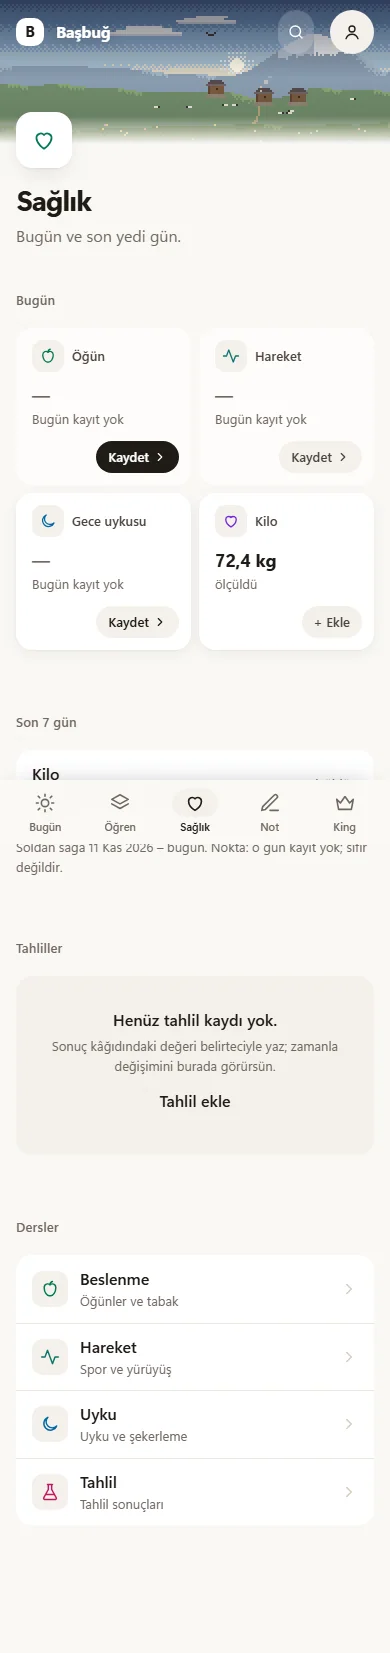 B Başbuğ
Sağlık
Bugün ve son yedi gün.
Bugün
Öğün
—
Bugün kayıt yok
Kaydet
Hareket
—
Bugün kayıt yok
Kaydet
Gece uykusu
—
Bugün kayıt yok
Kaydet
Kilo
72,4 kg
ölçüldü
+ Ekle
Son 7 gün
Kilo
Bugün
Öğren
Sağlık
Not
King
Soldan sağa 11 Kas 2026 – bugün. Nokta: o gün kayıt yok; sıfır
değildir.
Tahliller
Henüz tahlil kaydı yok.
Sonuç kâğıdındaki değeri belirteciyle yaz; zamanla
değişimini burada görürsün.
Tahlil ekle
Dersler
Beslenme
Öğünler ve tabak
Hareket
Spor ve yürüyüş
Uyku
Uyku ve şekerleme
Tahlil
Tahlil sonuçları